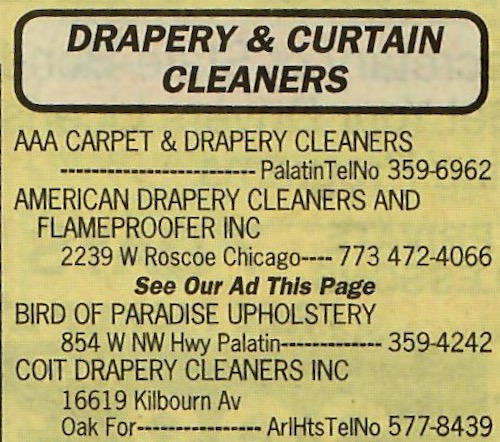 DRAPERY & CURTAIN
CLEANERS
AAA CARPET & DRAPERY CLEANERS
------------------------- PalatinTelNo 359-6962
AMERICAN DRAPERY CLEANERS AND
FLAMEPROOFER INC
2239 W Roscoe Chicago---- 773 472-4066
See Our Ad This Page
BIRD OF PARADISE UPHOLSTERY
854 W NW Hwy Palatin------------- 359-4242
COIT DRAPERY CLEANERS INC
16619 Kilbourn Av
Oak For---------------- ArlHtsTelNo 577-8439